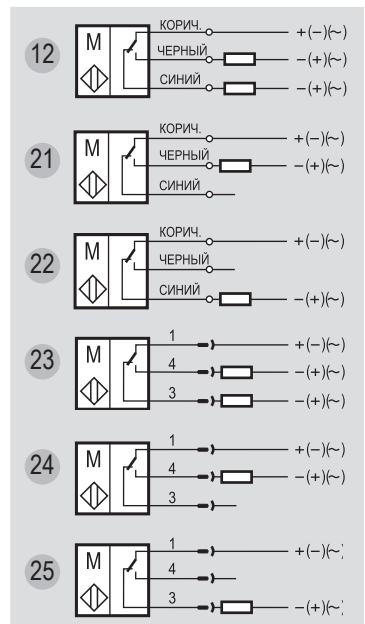 КОРИЧ. +(−)(~)
12 M ЧЕРНЫЙ −(+)(~)
СИНИЙ −(+)(~)
КОРИЧ. +(−)(~)
21 M ЧЕРНЫЙ −(+)(~)
СИНИЙ
КОРИЧ. +(−)(~)
22 M ЧЕРНЫЙ
СИНИЙ −(+)(~)
1 +(−)(~)
23 M 4 −(+)(~)
3 −(+)(~)
1 +(−)(~)
24 M 4 −(+)(~)
3
1 +(−)(~)
25 M 4
3 −(+)(~)